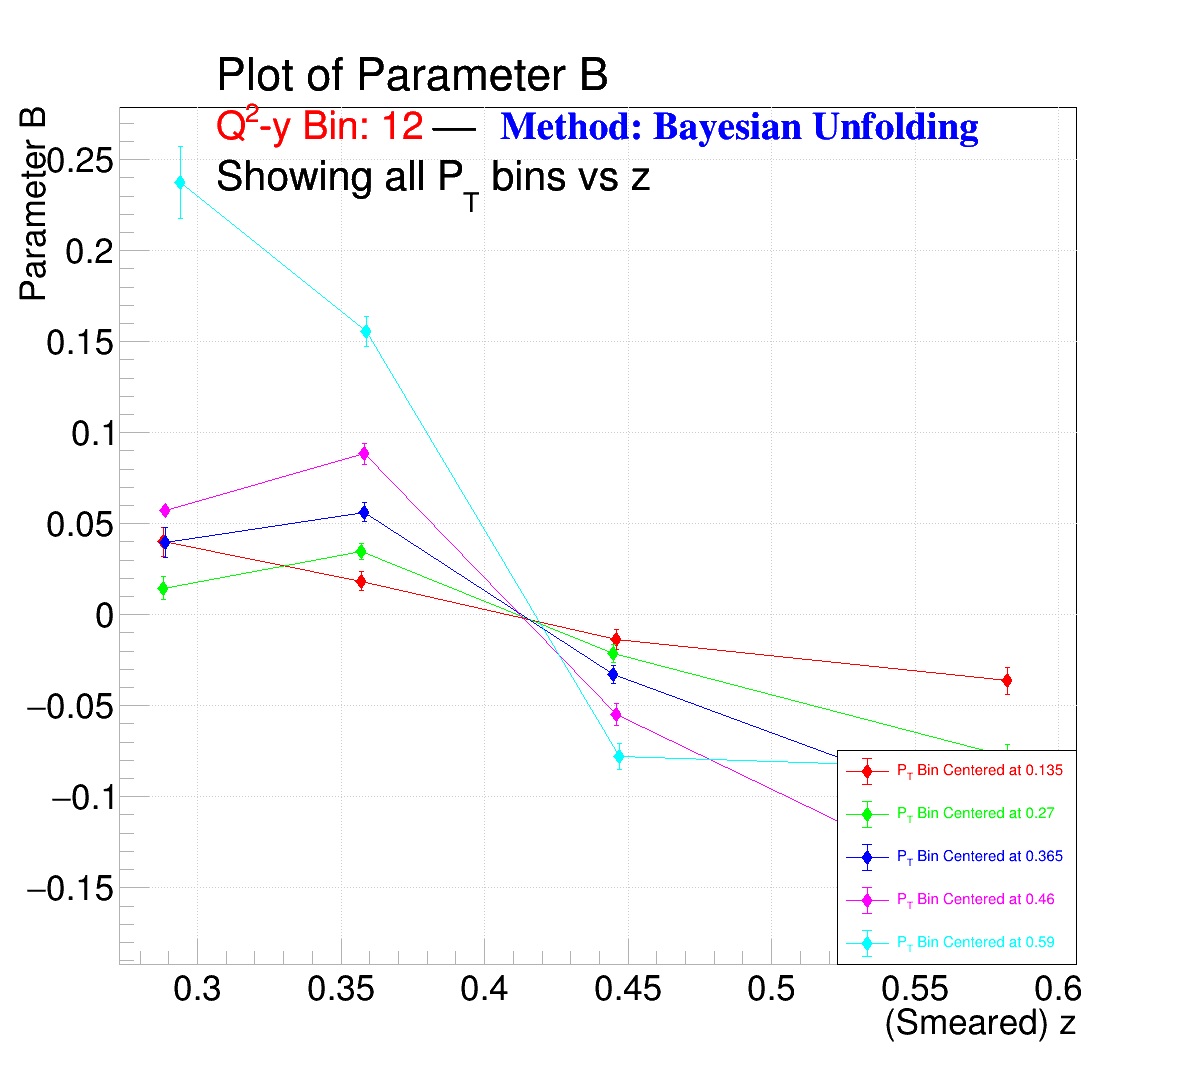 Plot of Parameter B
Q2-y Bin: 12 — Method: Bayesian Unfolding
Showing all PT bins vs z
Parameter B
0.25
0.2
0.15
0.1
0.05
0
−0.05
−0.1
−0.15
PT Bin Centered at 0.135
PT Bin Centered at 0.27
PT Bin Centered at 0.365
PT Bin Centered at 0.46
PT Bin Centered at 0.59
0.3 0.35 0.4 0.45 0.5 0.55 0.6
(Smeared) z